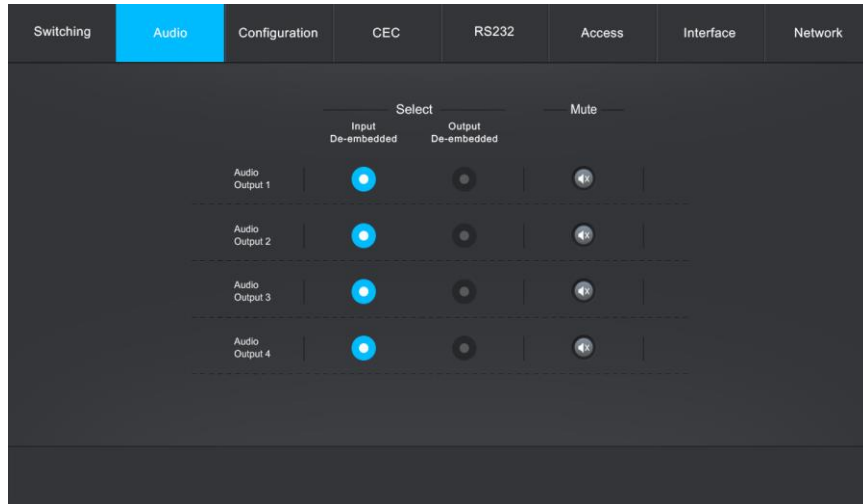 Switching Audio Configuration CEC RS232 Access Interface Network
Select Mute
Input Output
De-embedded De-embedded
Audio
Output 1
Audio
Output 2
Audio
Output 3
Audio
Output 4